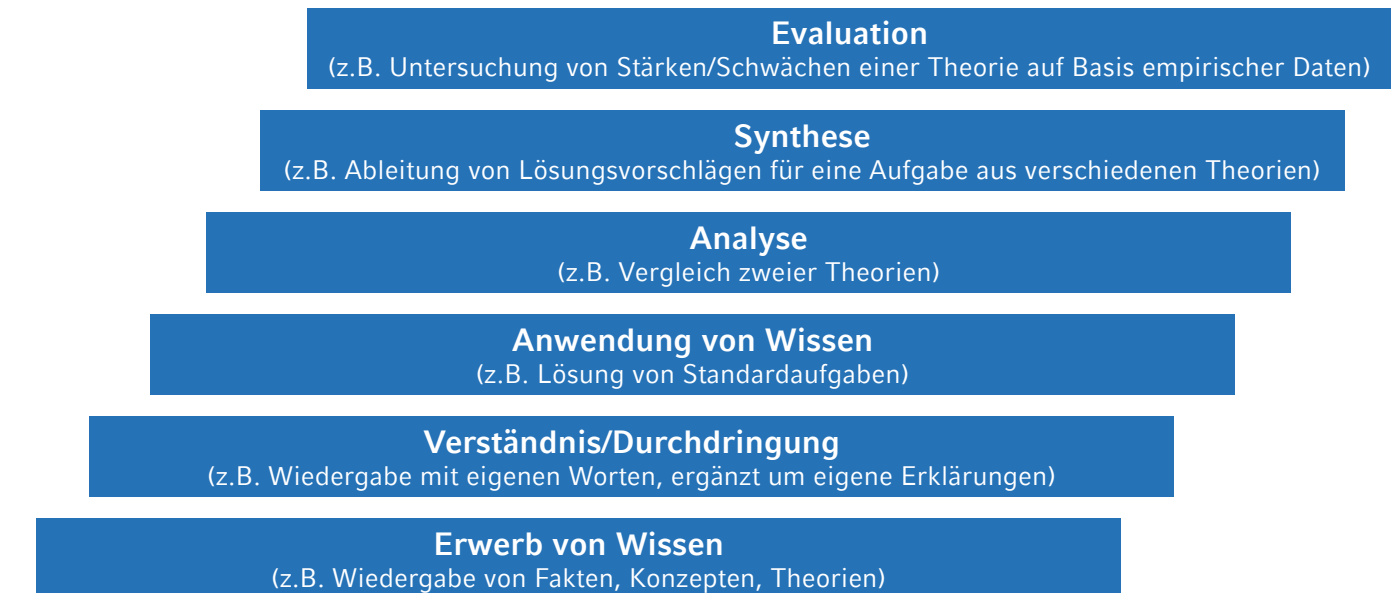 Evaluation
(z.B. Untersuchung von Stärken/Schwächen einer Theorie auf Basis empirischer Daten)
Synthese
(z.B. Ableitung von Lösungsvorschlägen für eine Aufgabe aus verschiedenen Theorien)
Analyse
(z.B. Vergleich zweier Theorien)
Anwendung von Wissen
(z.B. Lösung von Standardaufgaben)
Verständnis/Durchdringung
(z.B. Wiedergabe mit eigenen Worten, ergänzt um eigene Erklärungen)
Erwerb von Wissen
(z.B. Wiedergabe von Fakten, Konzepten, Theorien)